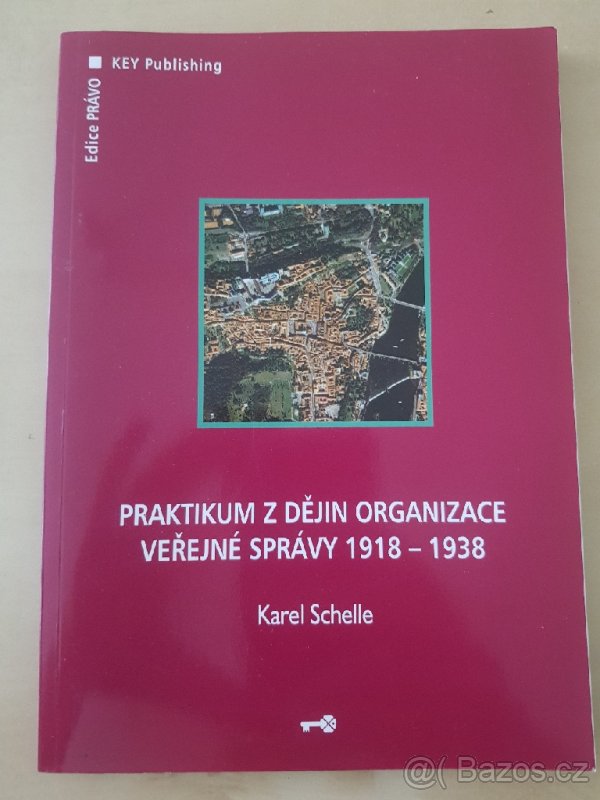 KEY Publishing
Edice PRÁVO
PRAKTIKUM Z DĚJIN ORGANIZACE
VEŘEJNÉ SPRÁVY 1918 – 1938
Karel Schelle
@( Bazos.cz